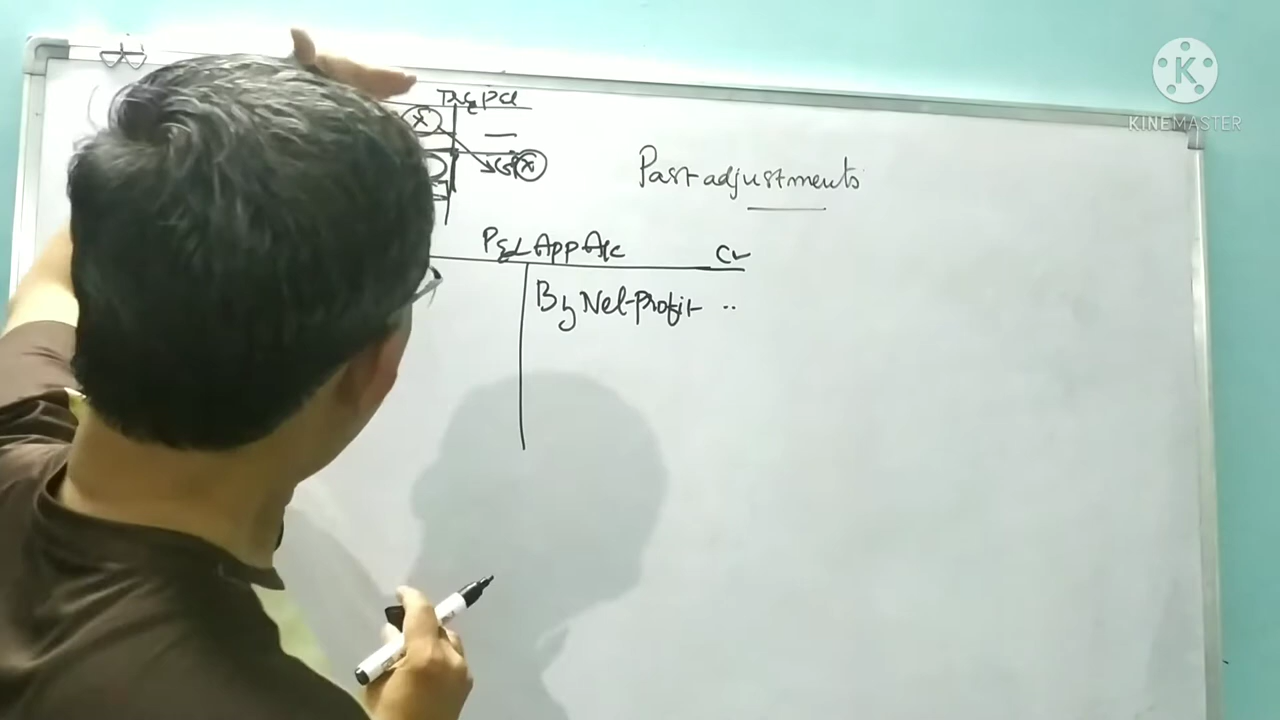 Past adjustments
P&L App A/c Cr
By Net Profit ..
K
KINEMASTER